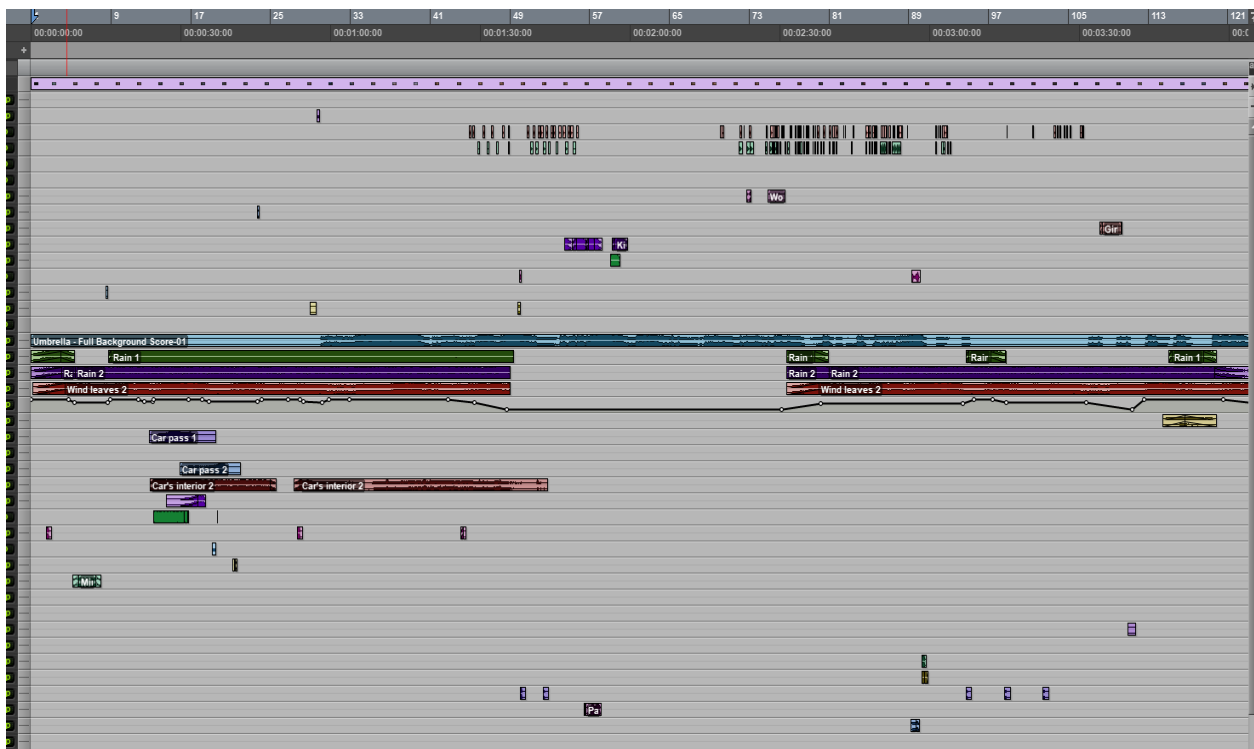 9 17 25 33 41 49 57 65 73 81 89 97 105 113 121
00:00:00:00 00:00:30:00 00:01:00:00 00:01:30:00 00:02:00:00 00:02:30:00 00:03:00:00 00:03:30:00
+
Wo
Gir
Ki
Umbrella - Full Background Score-01
Rain 1 Rain Rair Rain 1
Rain 2 Rain 2 Rain 2
Wind leaves 2 Wind leaves 2
Car pass 1
Car pass 2
Car's interior 2 Car's interior 2
Mir
Pa